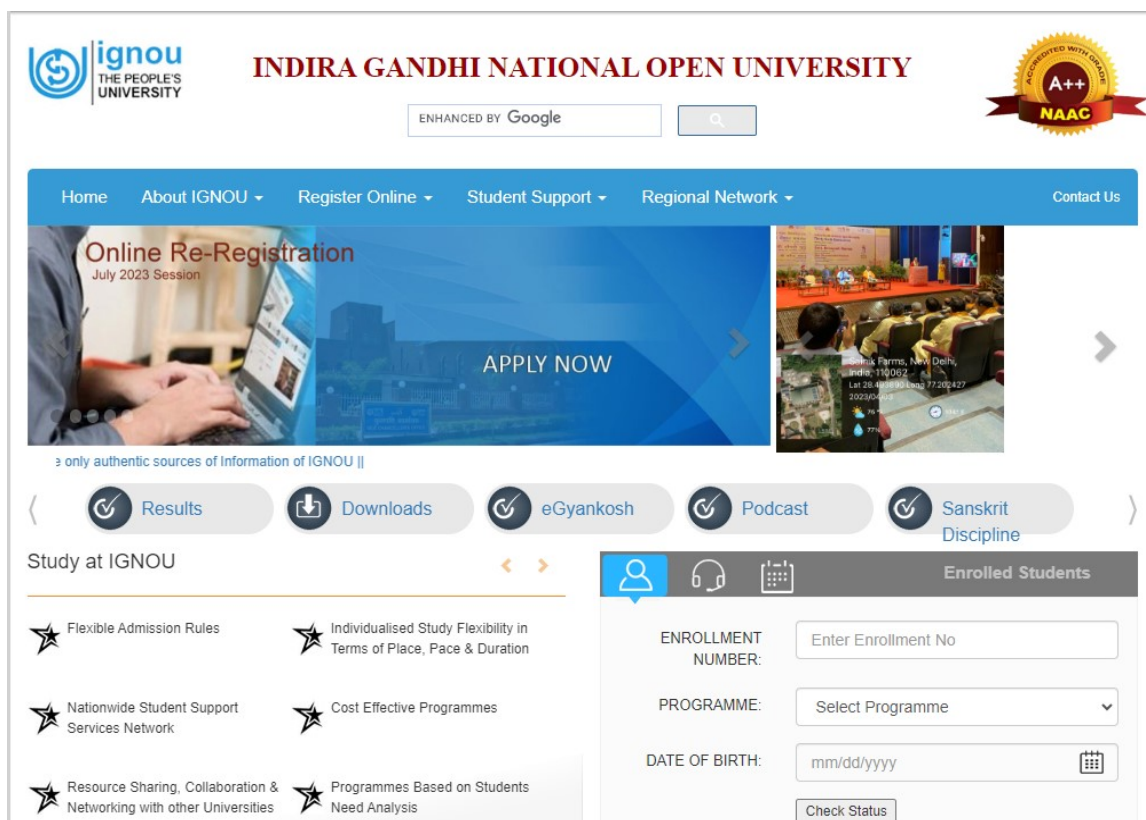 ignou
THE PEOPLE'S
UNIVERSITY
INDIRA GANDHI NATIONAL OPEN UNIVERSITY
ENHANCED BY Google
ACCREDITED WITH GRADE
A++
NAAC
Home About IGNOU Register Online Student Support Regional Network Contact Us
Online Re-Registration
July 2023 Session
APPLY NOW
Sainik Farms, New Delhi,
India, 110062
2023/04/03
76 °F
77%
e only authentic sources of Information of IGNOU ||
Results Downloads eGyankosh Podcast Sanskrit
Discipline
Study at IGNOU
Flexible Admission Rules
Individualised Study Flexibility in
Terms of Place, Pace & Duration
Nationwide Student Support
Services Network
Cost Effective Programmes
Resource Sharing, Collaboration &
Networking with other Universities
Programmes Based on Students
Need Analysis
Enrolled Students
ENROLLMENT
NUMBER:
Enter Enrollment No
PROGRAMME:
Select Programme
DATE OF BIRTH:
mm/dd/yyyy
Check Status